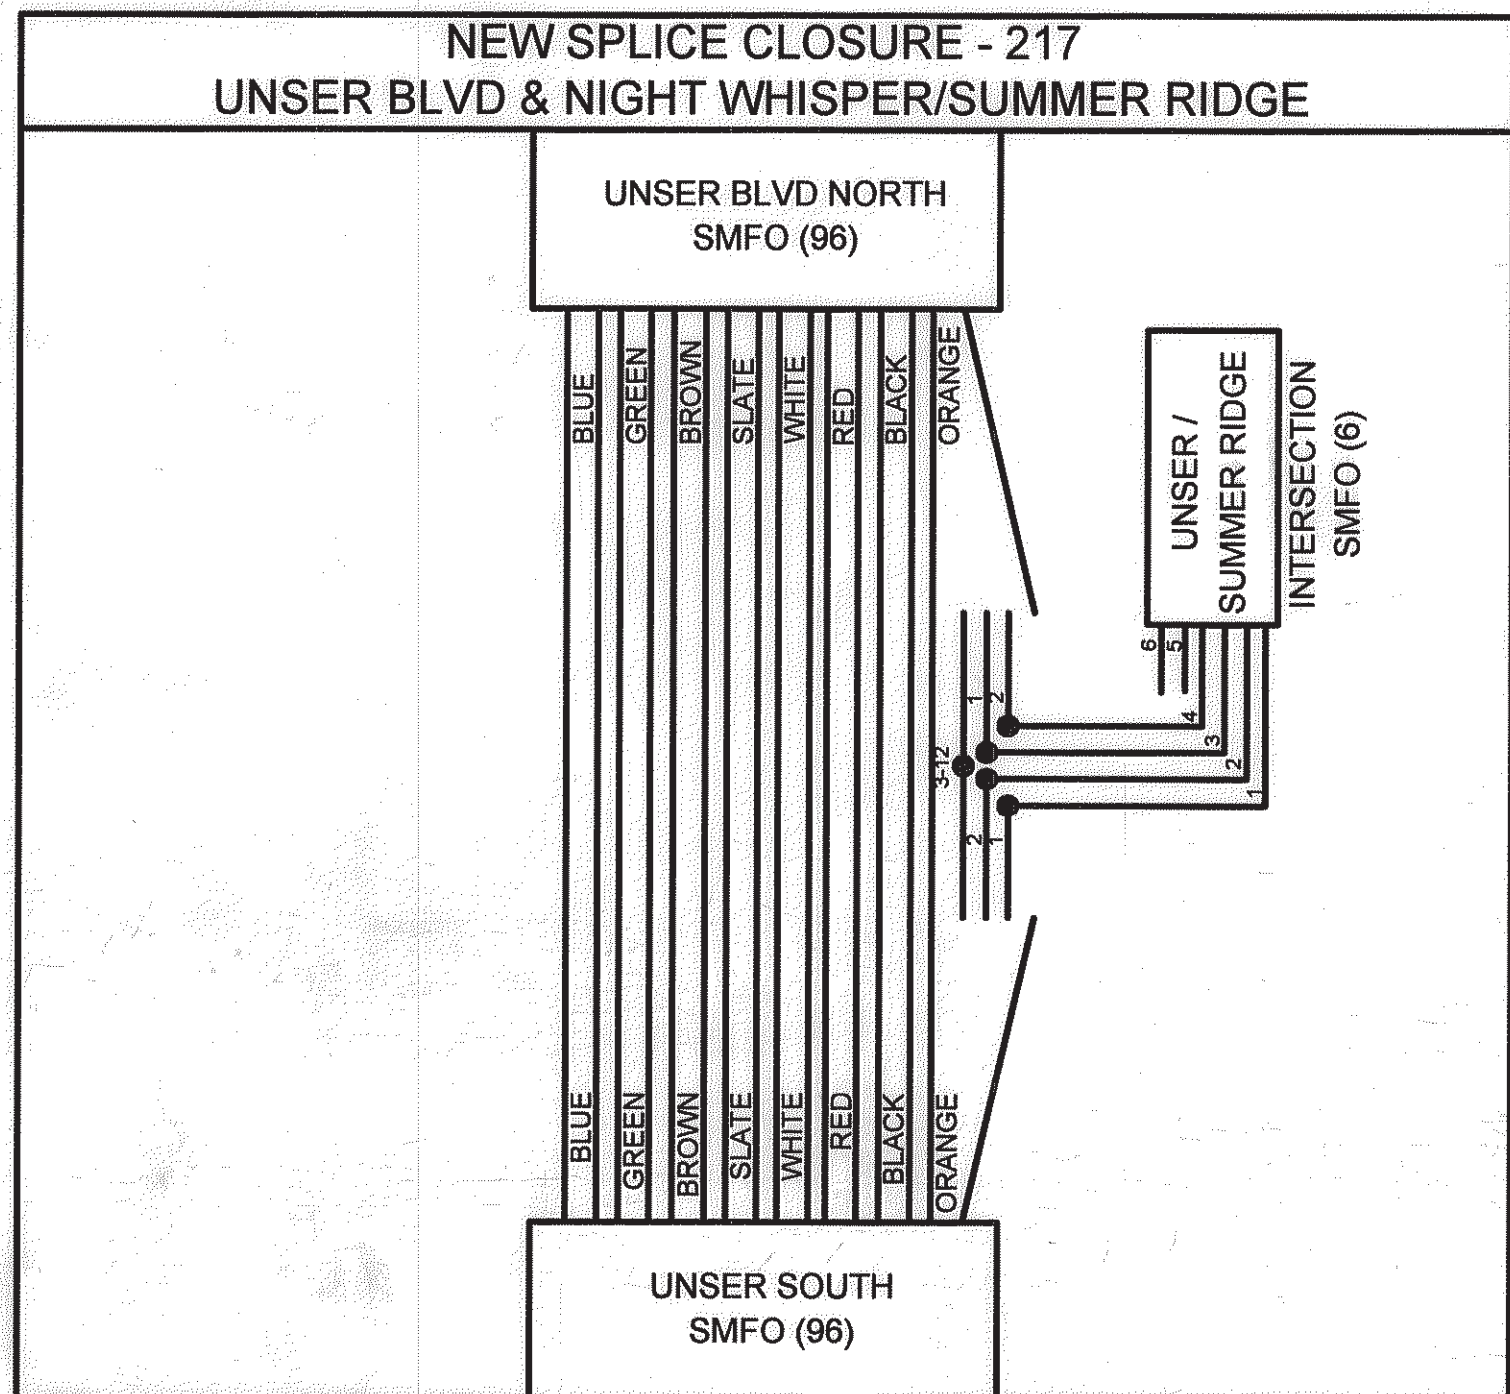 NEW SPLICE CLOSURE - 217
UNSER BLVD & NIGHT WHISPER/SUMMER RIDGE
UNSER BLVD NORTH
SMFO (96)
BLUE
GREEN
BROWN
SLATE
WHITE
RED
BLACK
ORANGE
UNSER /
SUMMER RIDGE
INTERSECTION
SMFO (6)
6
5
4
3
2
1
1
2
3-12
2
1
BLUE
GREEN
BROWN
SLATE
WHITE
RED
BLACK
ORANGE
UNSER SOUTH
SMFO (96)